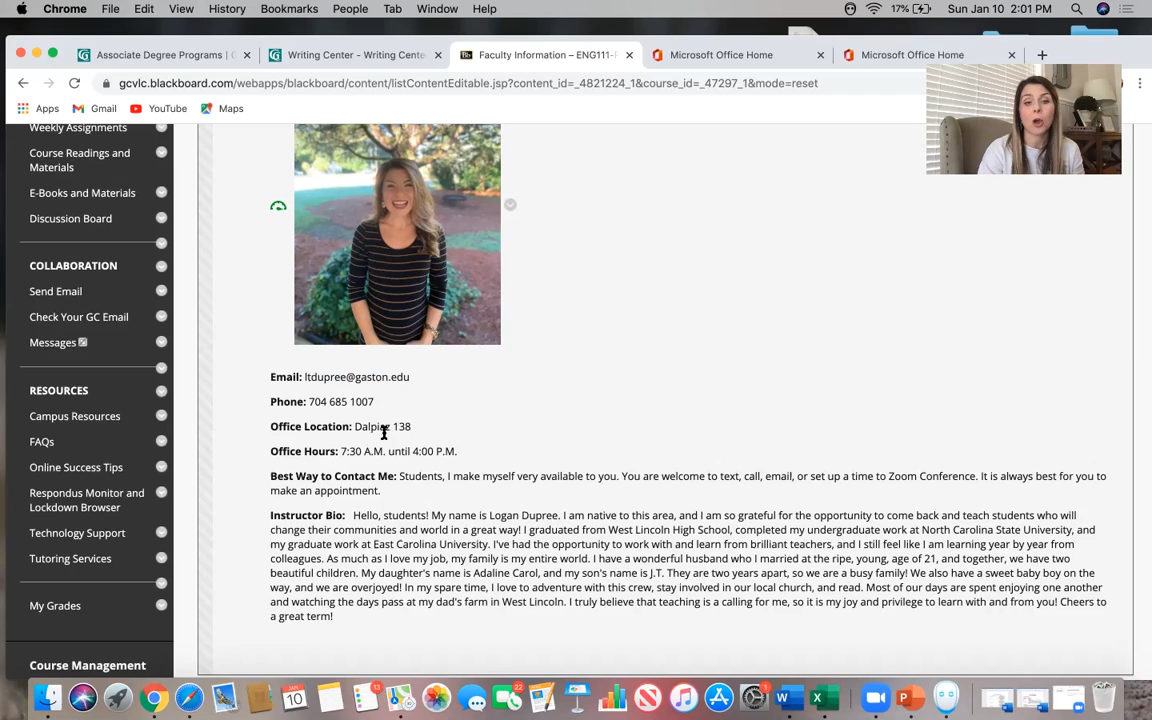 Chrome File Edit View History Bookmarks People Tab Window Help 17% Sun Jan 10 2:01 PM
Associate Degree Programs | Writing Center - Writing Cente Faculty Information – ENG111- Microsoft Office Home Microsoft Office Home
gcvlc.blackboard.com/webapps/blackboard/content/listContentEditable.jsp?content_id=_4821224_1&course_id=_47297_1&mode=reset
Apps Gmail YouTube Maps
Weekly Assignments
Course Readings and
Materials
E-Books and Materials
Discussion Board
COLLABORATION
Send Email
Check Your GC Email
Messages
RESOURCES
Campus Resources
FAQs
Online Success Tips
Respondus Monitor and
Lockdown Browser
Technology Support
Tutoring Services
My Grades
Course Management
Email: ltdupree@gaston.edu
Phone: 704 685 1007
Office Location: 138
Office Hours: 7:30 A.M. until 4:00 P.M.
Best Way to Contact Me: Students, I make myself very available to you. You are welcome to text, call, email, or set up a time to Zoom Conference. It is always best for you to
make an appointment.
Instructor Bio: Hello, students! My name is Logan Dupree. I am native to this area, and I am so grateful for the opportunity to come back and teach students who will
change their communities and world in a great way! I graduated from West Lincoln High School, completed my undergraduate work at North Carolina State University, and
my graduate work at East Carolina University. I've had the opportunity to work with and learn from brilliant teachers, and I still feel like I am learning year by year from
colleagues. As much as I love my job, my family is my entire world. I have a wonderful husband who I married at the ripe, young, age of 21, and together, we have two
beautiful children. My daughter's name is Adaline Carol, and my son's name is J.T. They are two years apart, so we are a busy family! We also have a sweet baby boy on the
way, and we are overjoyed! In my spare time, I love to adventure with this crew, stay involved in our local church, and read. Most of our days are spent enjoying one another
and watching the days pass at my dad's farm in West Lincoln. I truly believe that teaching is a calling for me, so it is my joy and privilege to learn with and from you! Cheers to
a great term!